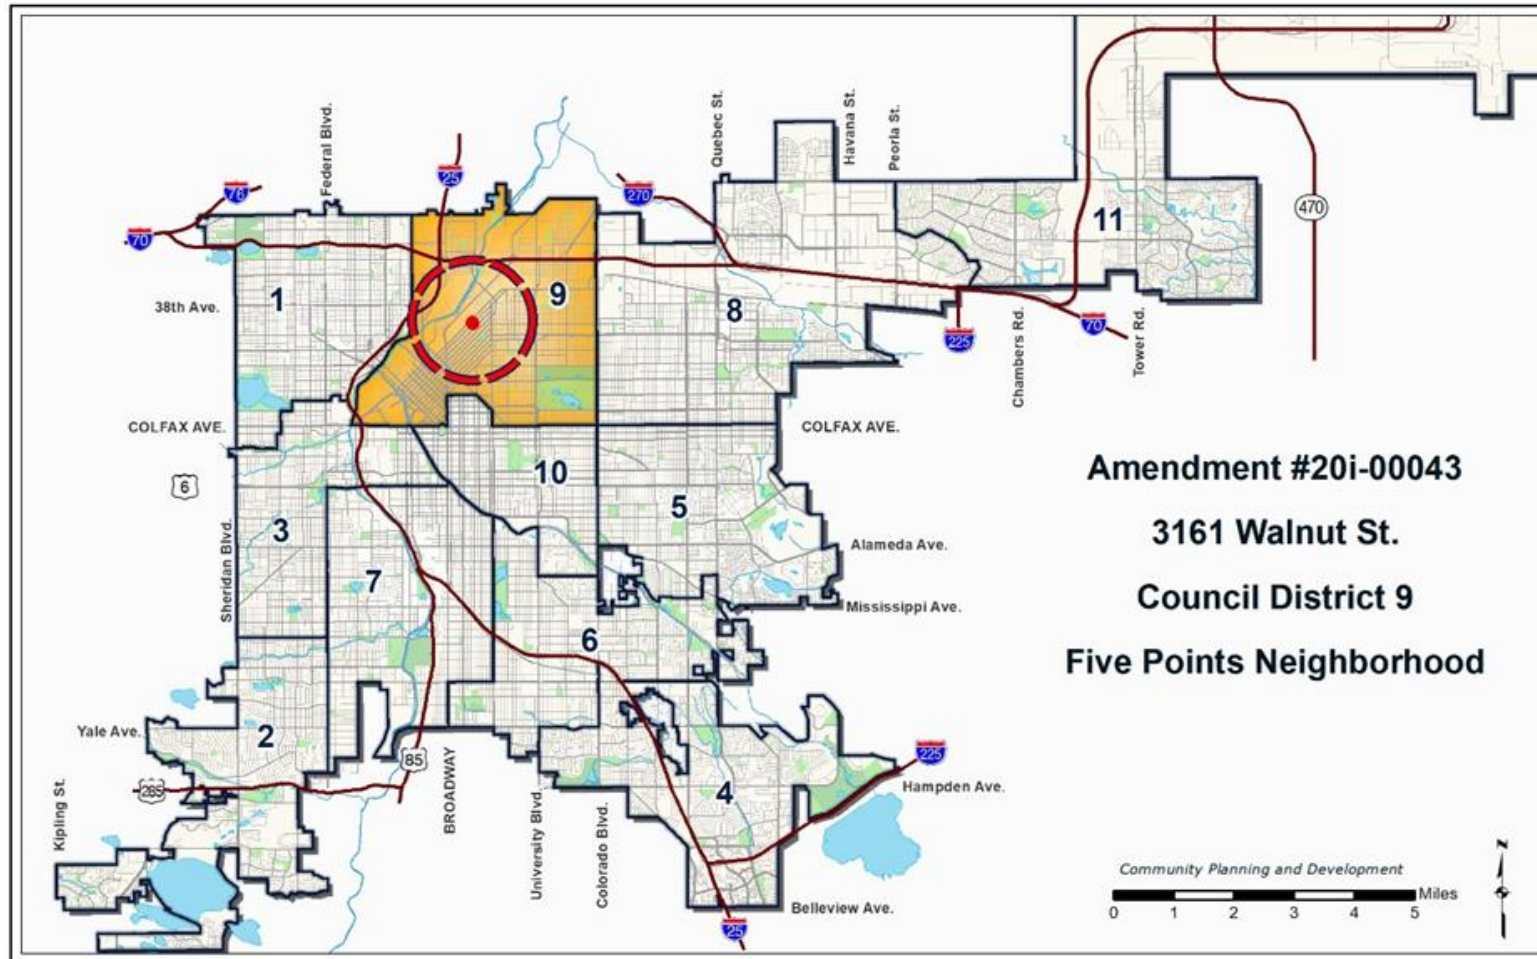 Federal Blvd.
Quebec St.
Havana St.
Peoria St.
76
25
270
70
470
11
38th Ave.
1
9
8
225
70
Chambers Rd.
Tower Rd.
COLFAX AVE.
COLFAX AVE.
6
10
5
3
Sheridan Blvd.
7
Alameda Ave.
Mississippi Ave.
6
Amendment #20i-00043
3161 Walnut St.
Council District 9
Five Points Neighborhood
Yale Ave.
2
85
BROADWAY
225
285
Kipling St.
University Blvd.
Colorado Blvd.
4
Hampden Ave.
Belleview Ave.
25
Community Planning and Development
Miles
0 1 2 3 4 5
N